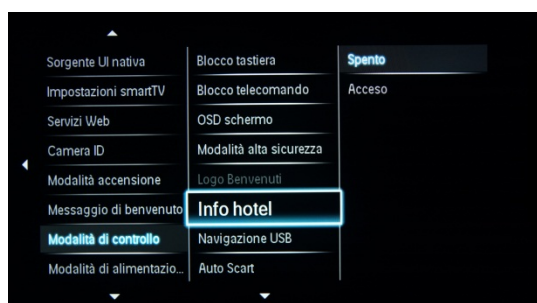 Sorgente UI nativa
Impostazioni smartTV
Servizi Web
Camera ID
Modalità accensione
Messaggio di benvenuto
Modalità di controllo
Modalità di alimentazio...
Blocco tastiera
Blocco telecomando
OSD schermo
Modalità alta sicurezza
Logo Benvenuti
Info hotel
Navigazione USB
Auto Scart
Spento
Acceso